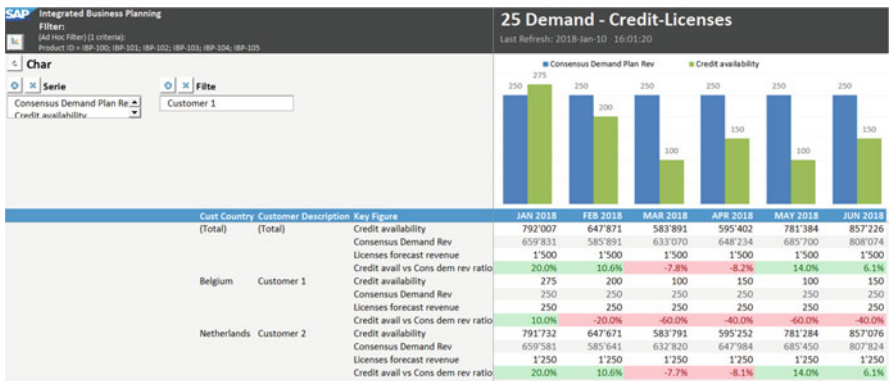 SAP Integrated Business Planning
Filter:
(Ad Hoc Filter) (1 criteria):
Product ID = IBP-100; IBP-101; IBP-102; IBP-103; IBP-104; IBP-105
25 Demand - Credit-Licenses
Last Refresh: 2018-Jan-10 16:01:20
Char
Serie
Filte
Consensus Demand Plan Re
Credit availability
Customer 1
Consensus Demand Plan Rev Credit availability
250 275 250 200 250 100 250 150 250 100 250 150
Cust Country Customer Description Key Figure JAN 2018 FEB 2018 MAR 2018 APR 2018 MAY 2018 JUN 2018
(Total) (Total) Credit availability 792'007 647'871 583'891 595'402 781'384 857'226
Consensus Demand Rev 659'831 585'891 633'070 648'234 685'700 808'074
Licenses forecast revenue 1'500 1'500 1'500 1'500 1'500 1'500
Credit avail vs Cons dem rev ratio 20.0% 10.6% -7.8% -8.2% 14.0% 6.1%
Belgium Customer 1 Credit availability 275 200 100 150 100 150
Consensus Demand Rev 250 250 250 250 250 250
Licenses forecast revenue 250 250 250 250 250 250
Credit avail vs Cons dem rev ratio 10.0% -20.0% -60.0% -40.0% -60.0% -40.0%
Netherlands Customer 2 Credit availability 791'732 647'671 583'791 595'252 781'284 857'076
Consensus Demand Rev 659'581 585'641 632'820 647'984 685'450 807'824
Licenses forecast revenue 1'250 1'250 1'250 1'250 1'250 1'250
Credit avail vs Cons dem rev ratio 20.0% 10.6% -7.7% -8.1% 14.0% 6.1%